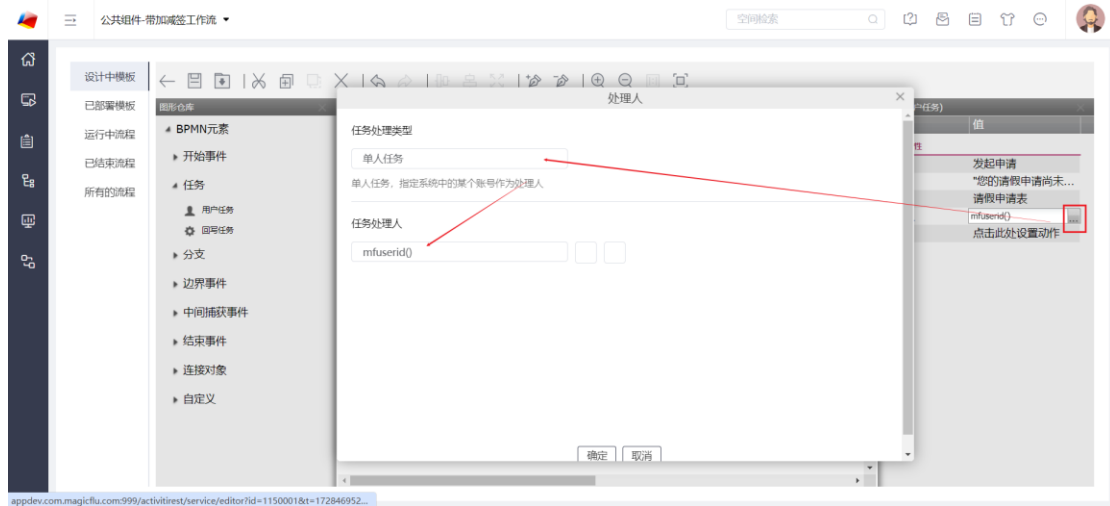 公共组件-带加减签工作流
空间检索
设计中模板
已部署模板
运行中流程
已结束流程
所有的流程
图形仓库
BPMN元素
开始事件
任务
用户任务
回写任务
分支
边界事件
中间捕获事件
结束事件
连接对象
自定义
处理人
任务处理类型
单人任务
单人任务，指定系统中的某个账号作为处理人
任务处理人
mfuserid()
确定 取消
户任务)
值
性
发起申请
"您的请假申请尚未...
请假申请表
mfuserid()
...
点击此处设置动作
appdev.com.magicflu.com:999/activitirest/service/editor?id=1150001&t=172846952...